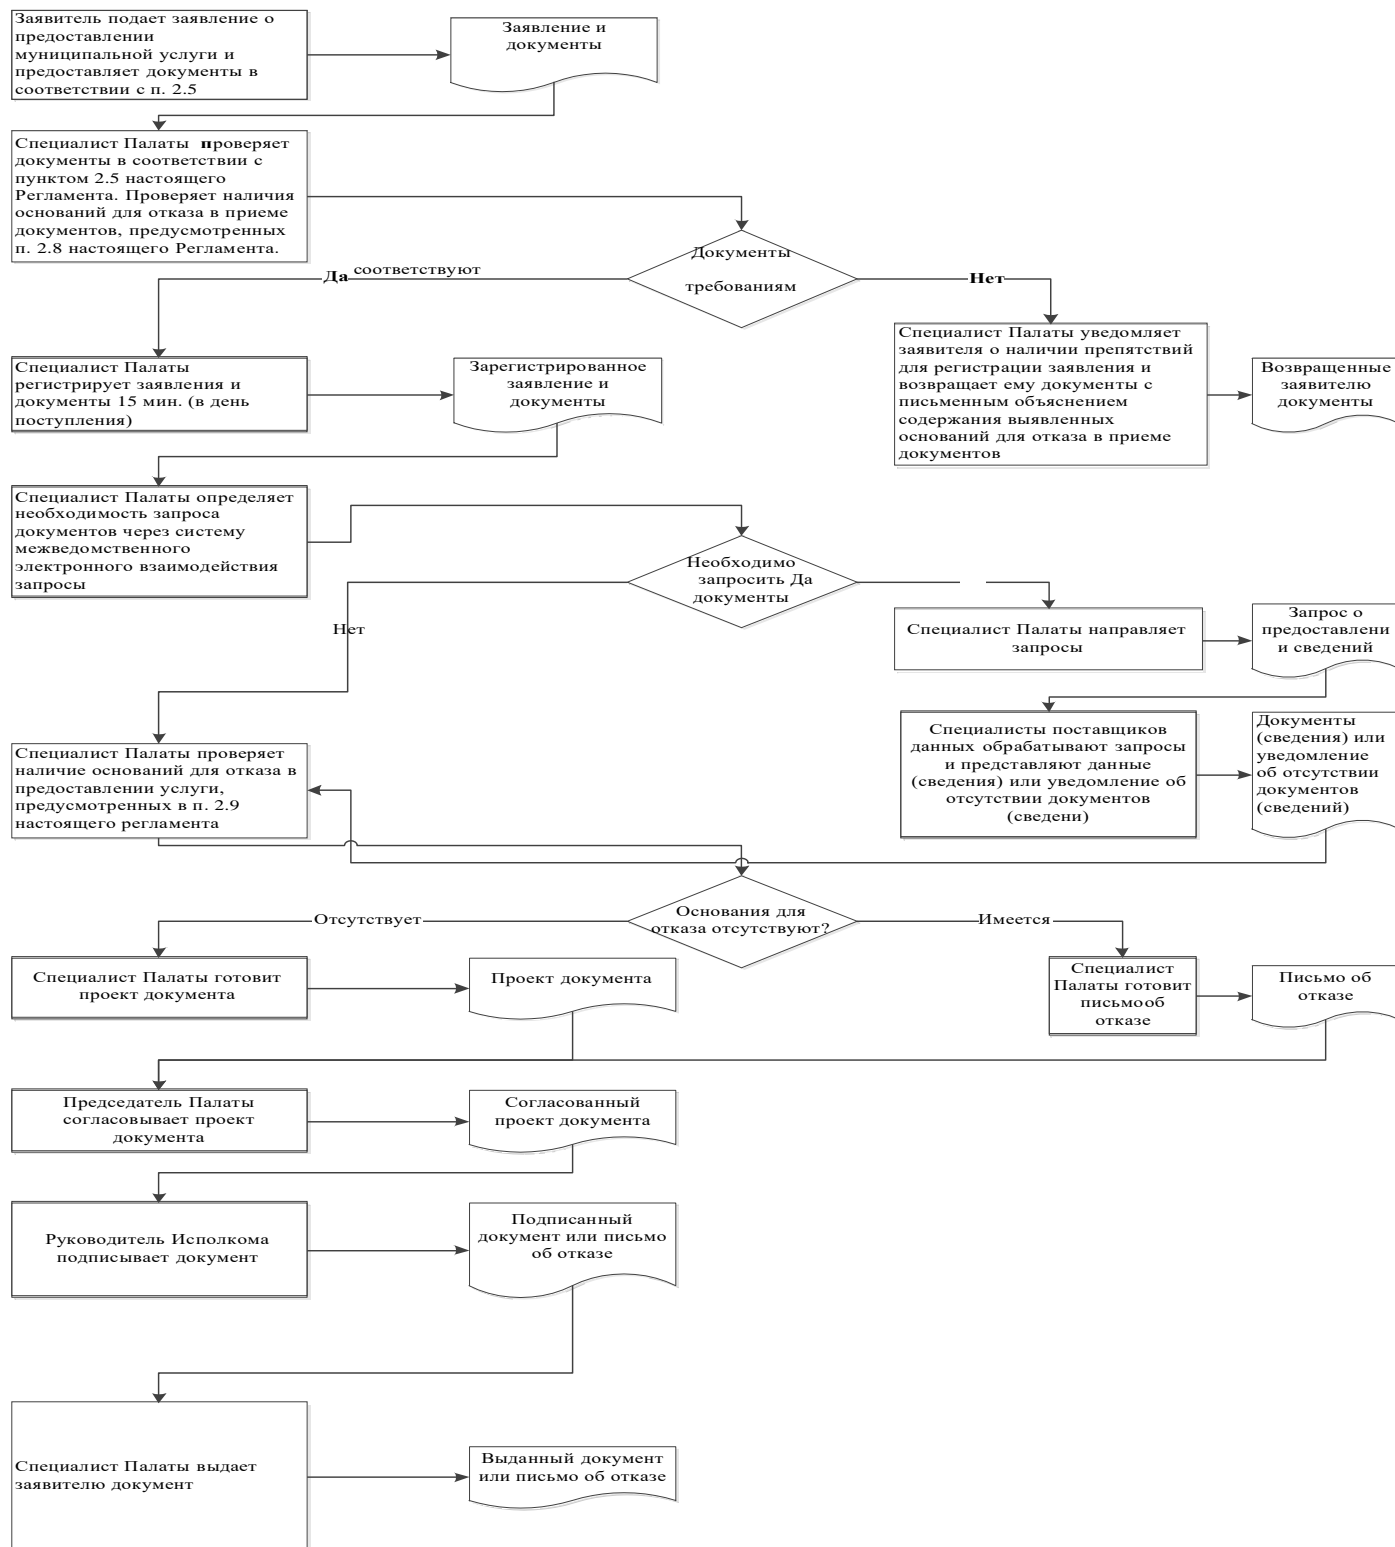 Заявитель подает заявление о
предоставлении
муниципальной услуги и
предоставляет документы в
соответствии с п. 2.5
Заявление и
документы
Специалист Палаты проверяет
документы в соответствии с
пунктом 2.5 настоящего
Регламента. Проверяет наличия
оснований для отказа в приеме
документов, предусмотренных
п. 2.8 настоящего Регламента.
Документы
требованиям
Да соответствуют
Нет
Специалист Палаты
регистрирует заявления и
документы 15 мин. (в день
поступления)
Зарегистрированное
заявление и
документы
Специалист Палаты уведомляет
заявителя о наличии препятствий
для регистрации заявления и
возвращает ему документы с
письменным объяснением
содержания выявленных
оснований для отказа в приеме
документов
Возвращенные
заявителю
документы
Специалист Палаты определяет
необходимость запроса
документов через систему
межведомственного
электронного взаимодействия
запросы
Необходимо
запросить Да
документы
Нет
Специалист Палаты направляет
запросы
Запрос о
предоставлени
и сведений
Специалисты поставщиков
данных обрабатывают запросы
и представляют данные
(сведения) или уведомление об
отсутствии документов
(сведени)
Документы
(сведения) или
уведомление
об отсутствии
документов
(сведений)
Специалист Палаты проверяет
наличие оснований для отказа в
предоставлении услуги,
предусмотренных в п. 2.9
настоящего регламента
Основания для
отказа отсутствуют?
Отсутствует
Имеется
Специалист Палаты готовит
проект документа
Проект документа
Специалист
Палаты готовит
письмооб
отказе
Письмо об
отказе
Председатель Палаты
согласовывает проект
документа
Согласованный
проект документа
Руководитель Исполкома
подписывает документ
Подписанный
документ или письмо
об отказе
Специалист Палаты выдает
заявителю документ
Выданный документ
или письмо об отказе